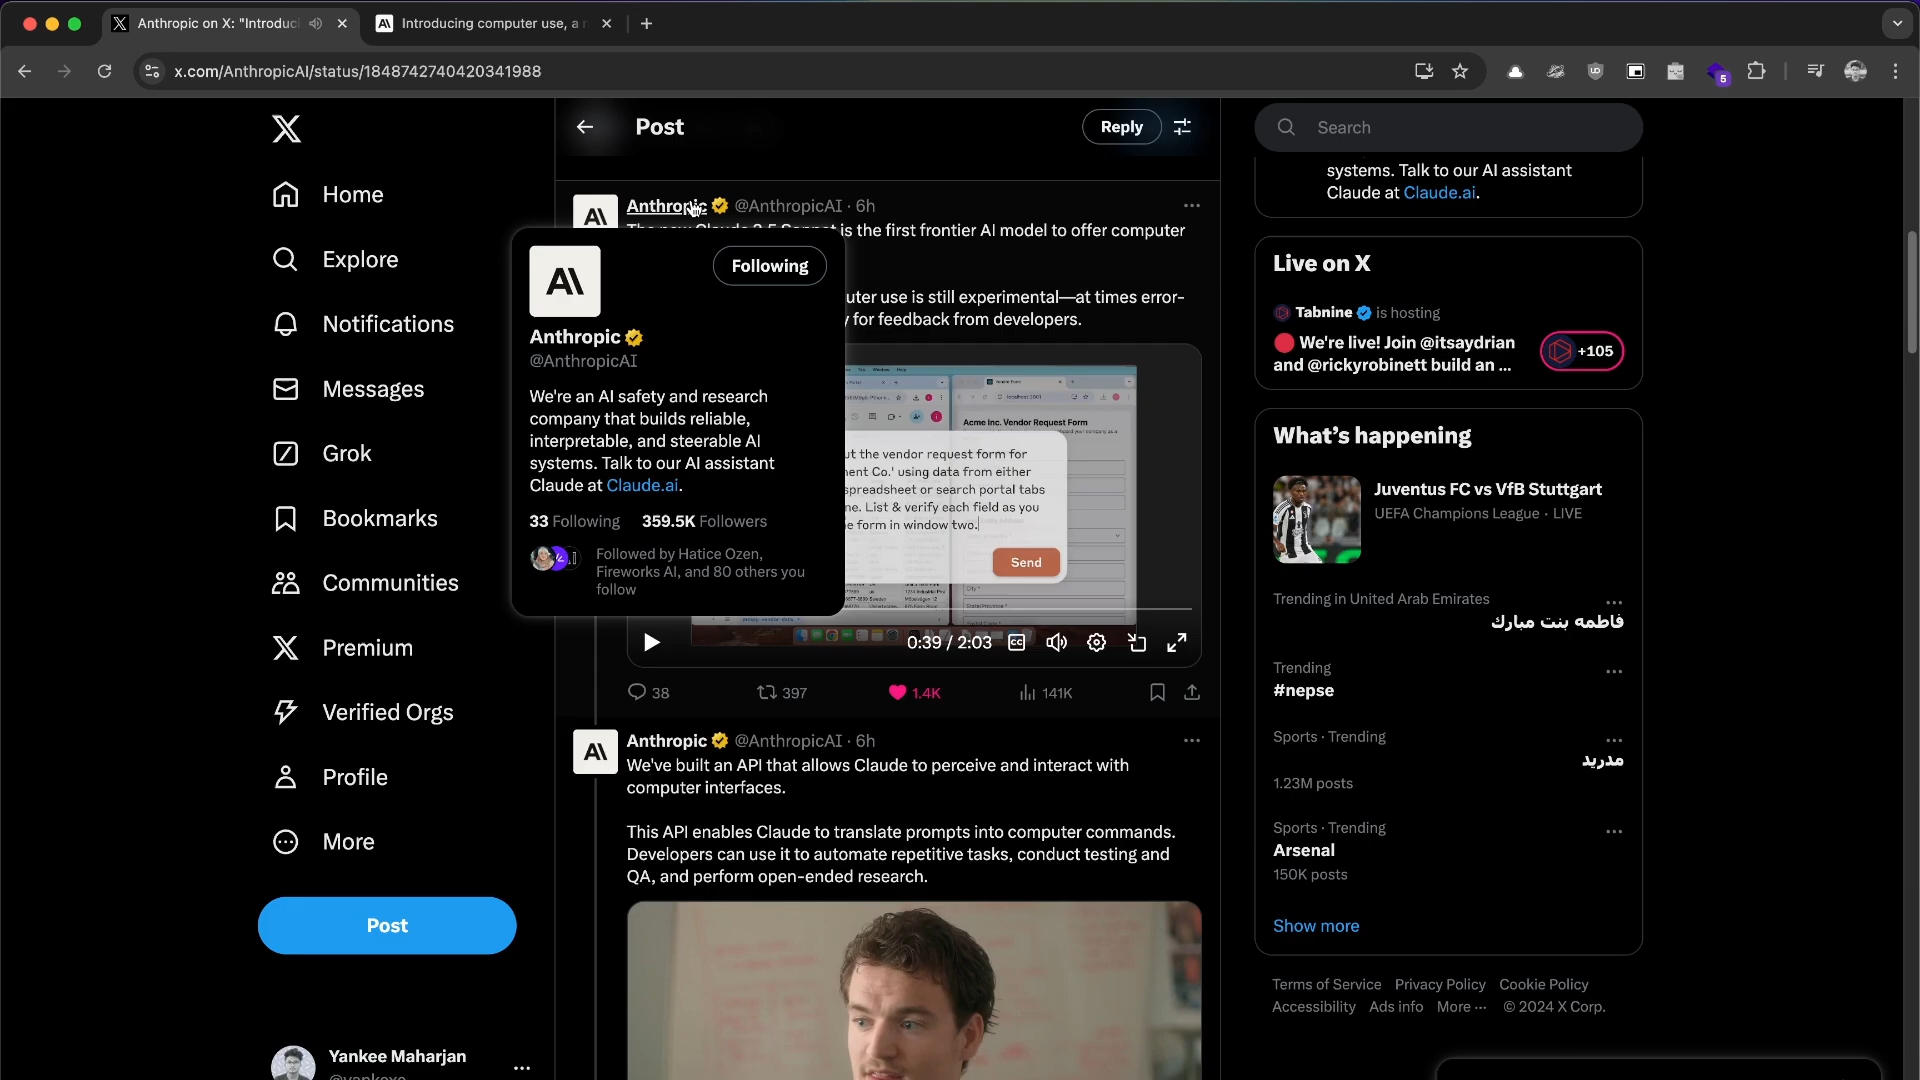 Anthropic on X: "Introduc
Introducing computer use, a n
x.com/AnthropicAI/status/1848742740420341988
5
Home
Explore
Notifications
Messages
Grok
Bookmarks
Communities
Premium
Verified Orgs
Profile
More
Post
Yankee Maharjan
Post
Reply
Anthropic @AnthropicAI · 6h
is the first frontier AI model to offer computer
uter use is still experimental—at times error-
for feedback from developers.
Following
Anthropic
@AnthropicAI
We're an AI safety and research
company that builds reliable,
interpretable, and steerable AI
systems. Talk to our AI assistant
Claude at Claude.ai.
33 Following 359.5K Followers
Followed by Hatice Ozen,
Fireworks AI, and 80 others you
follow
localhost:3001
Acme Inc. Vendor Request Form
ut the vendor request form for
ent Co.' using data from either
spreadsheet or search portal tabs
ne. List & verify each field as you
e form in window two.
Send
0:39 / 2:03
CC
38
397
1.4K
141K
Anthropic @AnthropicAI · 6h
We've built an API that allows Claude to perceive and interact with
computer interfaces.
This API enables Claude to translate prompts into computer commands.
Developers can use it to automate repetitive tasks, conduct testing and
QA, and perform open-ended research.
Search
systems. Talk to our AI assistant
Claude at Claude.ai.
Live on X
Tabnine is hosting
We're live! Join @itsaydrian
and @rickyrobinett build an ...
+105
What's happening
Juventus FC vs VfB Stuttgart
UEFA Champions League · LIVE
Trending in United Arab Emirates
فاطمه بنت مبارك
Trending
#nepse
Sports · Trending
مدريد
1.23M posts
Sports · Trending
Arsenal
150K posts
Show more
Terms of Service Privacy Policy Cookie Policy
Accessibility Ads info More ··· © 2024 X Corp.